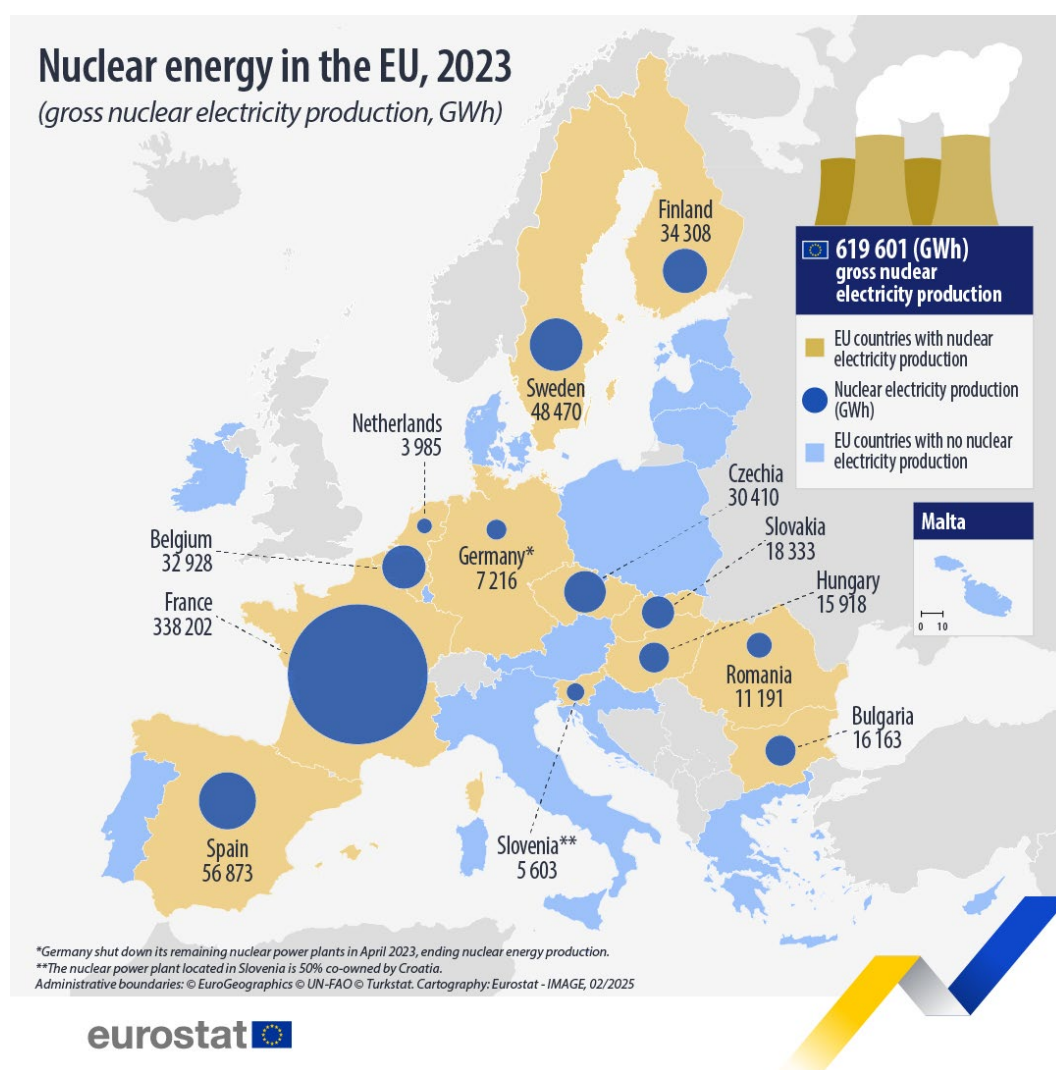 Nuclear energy in the EU, 2023
(gross nuclear electricity production, GWh)
Finland
34 308
619 601 (GWh)
gross nuclear
electricity production
EU countries with nuclear
electricity production
Nuclear electricity production
(GWh)
EU countries with no nuclear
electricity production
Sweden
48 470
Netherlands
3 985
Czechia
30 410
Malta
0 10
Slovakia
18 333
Belgium
32 928
Germany*
7 216
Hungary
15 918
France
338 202
Romania
11 191
Bulgaria
16 163
Spain
56 873
Slovenia**
5 603
*Germany shut down its remaining nuclear power plants in April 2023, ending nuclear energy production.
**The nuclear power plant located in Slovenia is 50% co-owned by Croatia.
Administrative boundaries: © EuroGeographics © UN-FAO © Turkstat. Cartography: Eurostat - IMAGE, 02/2025
eurostat